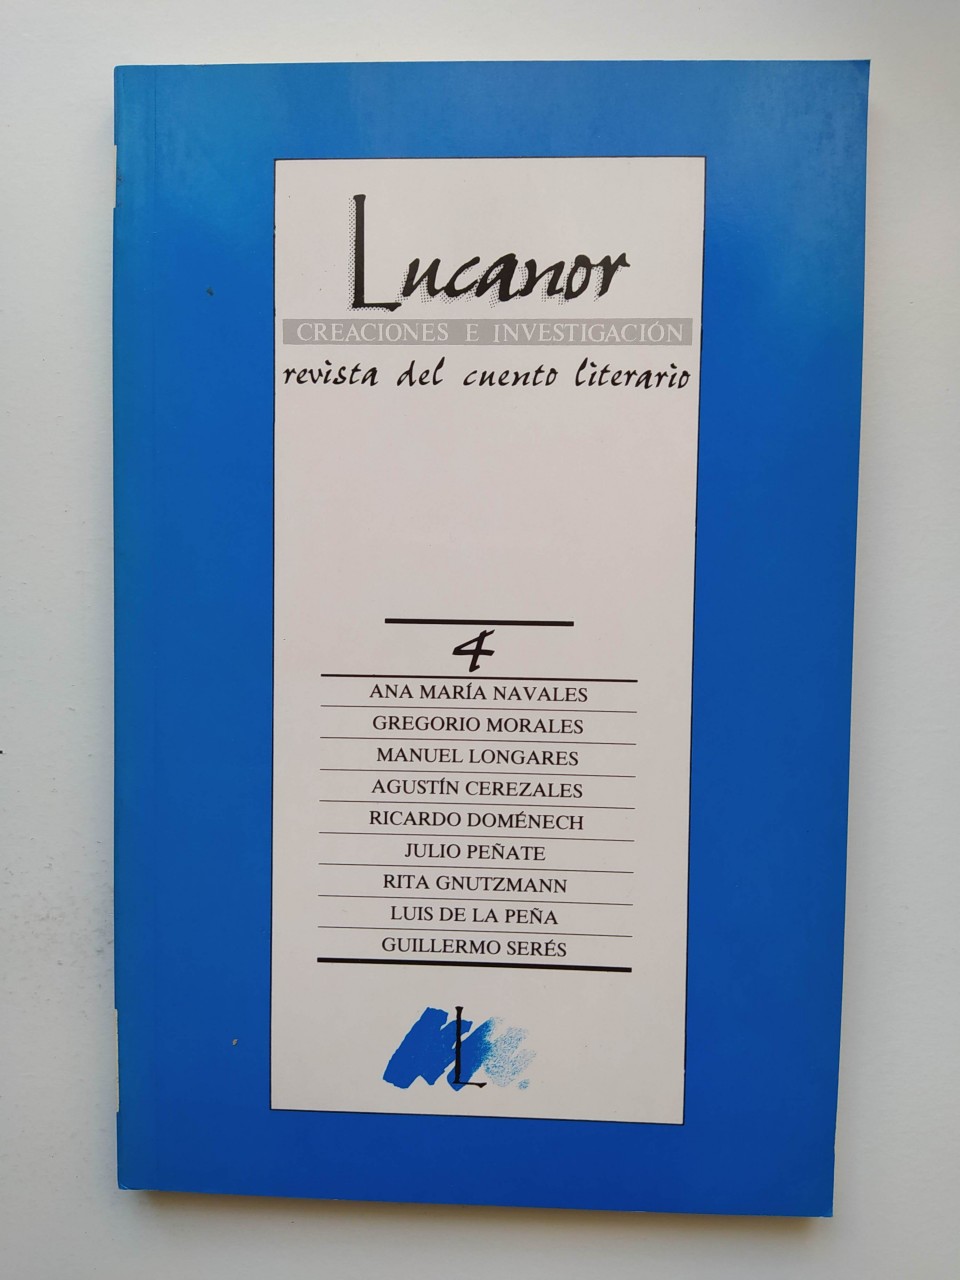 Lucanor
CREACIONES E INVESTIGACIÓN
revista del cuento literario
4
ANA MARÍA NAVALES
GREGORIO MORALES
MANUEL LONGARES
AGUSTÍN CEREZALES
RICARDO DOMÉNECH
JULIO PEÑATE
RITA GNUTZMANN
LUIS DE LA PEÑA
GUILLERMO SERÉS
L